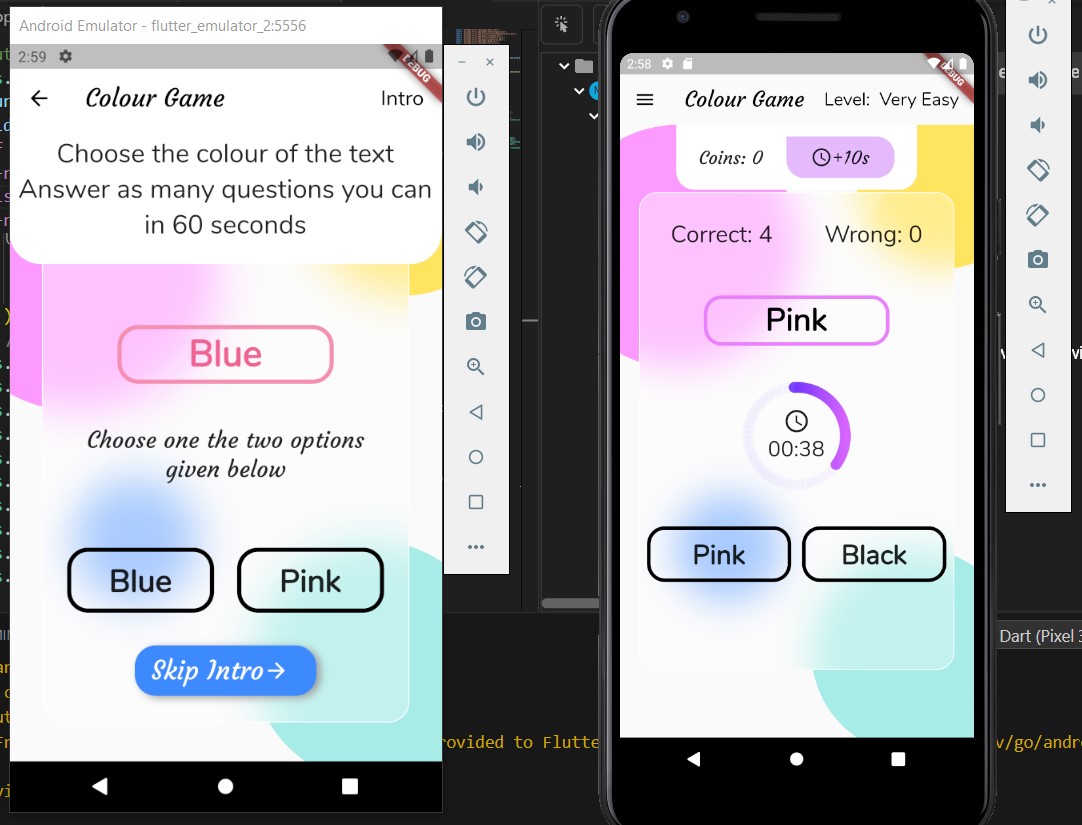 Android Emulator - flutter_emulator_2:5556
2:59
DEBUG
Colour Game
Intro
Choose the colour of the text
Answer as many questions you can
in 60 seconds
Blue
Choose one the two options
given below
Blue
Pink
Skip Intro→
2:58
DEBUG
Colour Game
Level: Very Easy
Coins: 0
+10s
Correct: 4
Wrong: 0
Pink
00:38
Pink
Black
Dart (Pixel 3
rovided to Flutte
v/go/andr